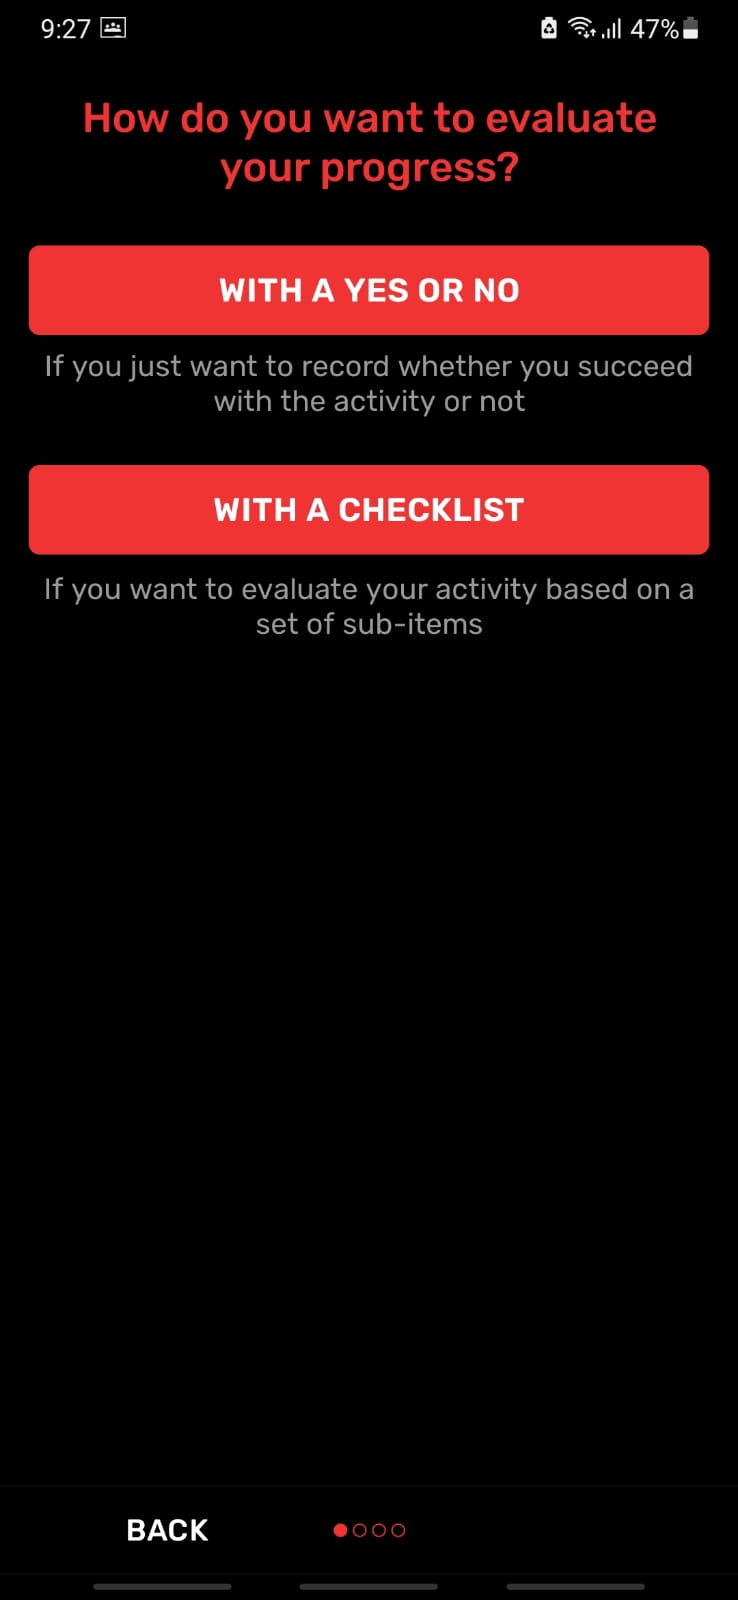 9:27
47%
How do you want to evaluate
your progress?
WITH A YES OR NO
If you just want to record whether you succeed
with the activity or not
WITH A CHECKLIST
If you want to evaluate your activity based on a
set of sub-items
BACK